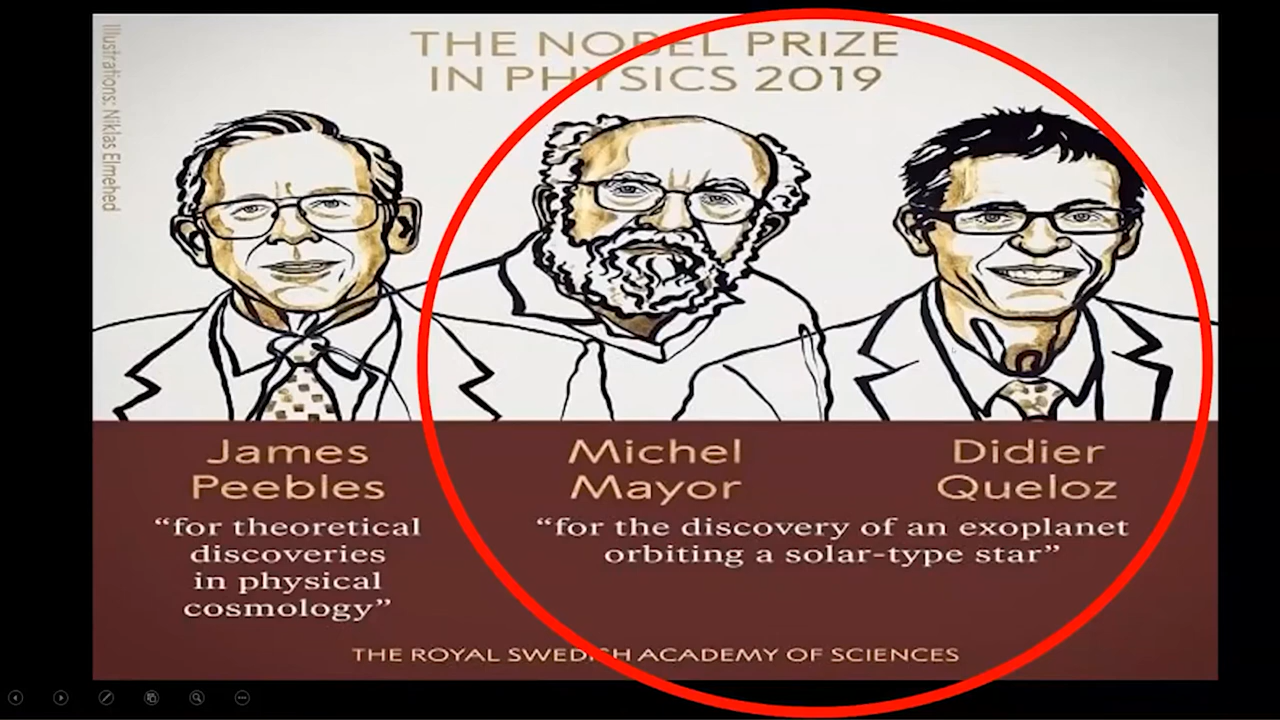 Illustrations: Niklas Elmehed
THE NOBEL PRIZE
IN PHYSICS 2019
James
Peebles
“for theoretical
discoveries
in physical
cosmology”
Michel
Mayor
Didier
Queloz
“for the discovery of an exoplanet
orbiting a solar-type star”
THE ROYAL SWEDISH ACADEMY OF SCIENCES